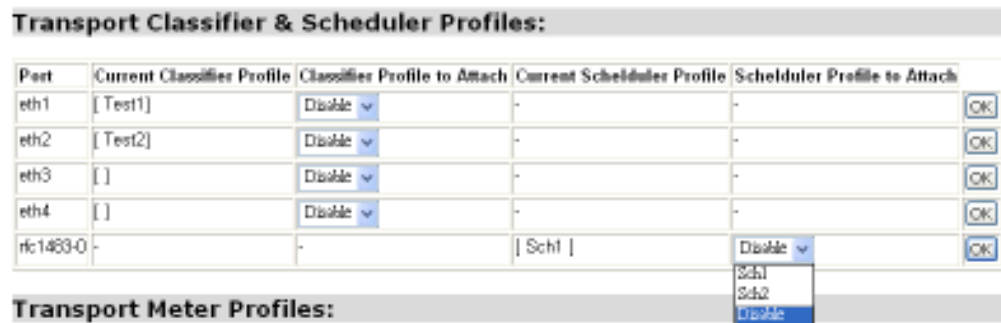 Transport Classifier & Scheduler Profiles:
Port Current Classifier Profile Classifier Profile to Attach Current Schelduler Profile Schelduler Profile to Attach
eth1 [ Test1] Disable - - OK
eth2 [ Test2] Disable - - OK
eth3 [ ] Disable - - OK
eth4 [ ] Disable - - OK
rfc1483-0 - - [ Sch1 ] Disable OK
Sch1
Sch2
Disable
Transport Meter Profiles: